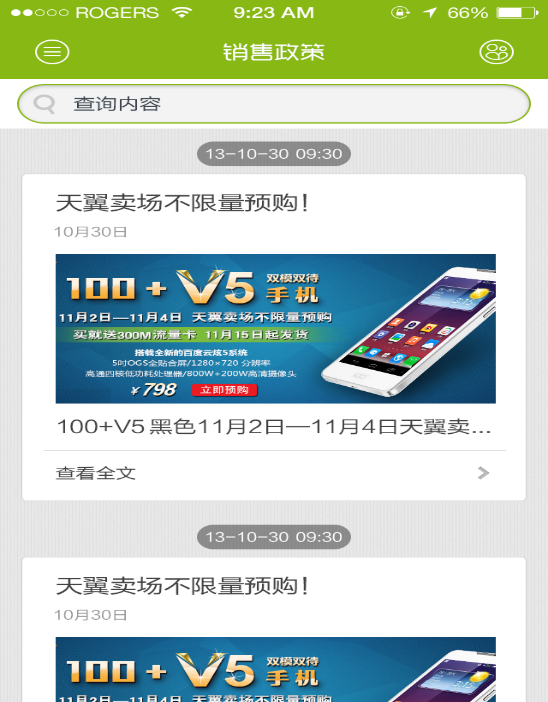 ROGERS 9:23 AM 66%
销售政策
查询内容
13-10-30 09:30
天翼卖场不限量预购！
10月30日
100+V5 双模双待手机
11月2日—11月4日 天翼卖场不限量预购
买就送300M流量卡 11月15日起发货
搭载全新的百度云炫5系统
5吋OGS全贴合屏/1280×720 分辨率
高通四核低功耗处理器/800W+200W高清摄像头
¥798 立即预购
100+V5 黑色11月2日—11月4日天翼卖...
查看全文
13-10-30 09:30
天翼卖场不限量预购！
10月30日
100+V5 双模双待手机
11月2日—11月4日 天翼卖场不限量预购